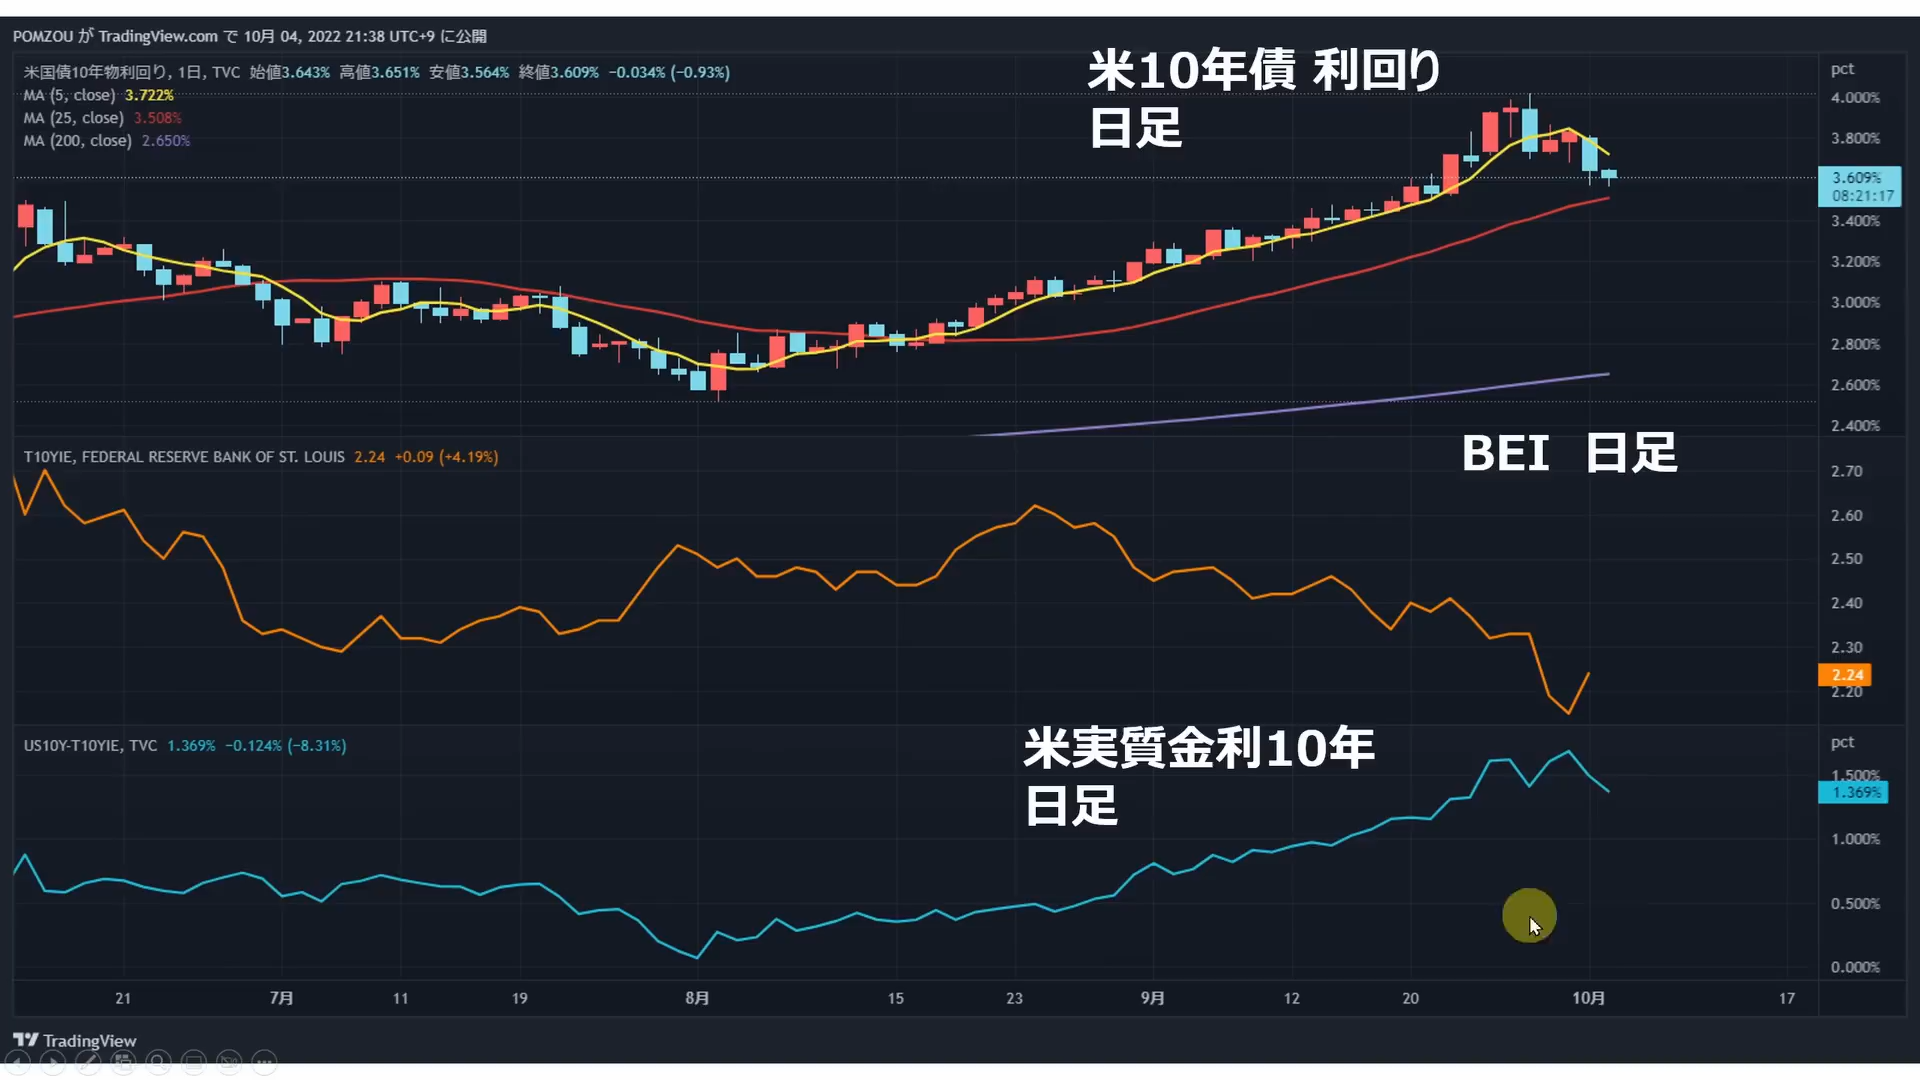 POMZOU が TradingView.com で 10月 04, 2022 21:38 UTC+9 に公開
米国債10年物利回り, 1日, TVC 始値3.643% 高値3.651% 安値3.564% 終値3.609% −0.034% (−0.93%)
MA (5, close) 3.722%
MA (25, close) 3.508%
MA (200, close) 2.650%
米10年債 利回り
日足
pct
4.000%
3.800%
3.609%
08:21:17
3.400%
3.200%
3.000%
2.800%
2.600%
2.400%
T10YIE, FEDERAL RESERVE BANK OF ST. LOUIS 2.24 +0.09 (+4.19%)
BEI 日足
2.70
2.60
2.50
2.40
2.30
2.24
2.20
US10Y-T10YIE, TVC 1.369% −0.124% (−8.31%)
米実質金利10年
日足
pct
1.500%
1.369%
1.000%
0.500%
0.000%
21 7月 11 19 8月 15 23 9月 12 20 10月 17
TradingView